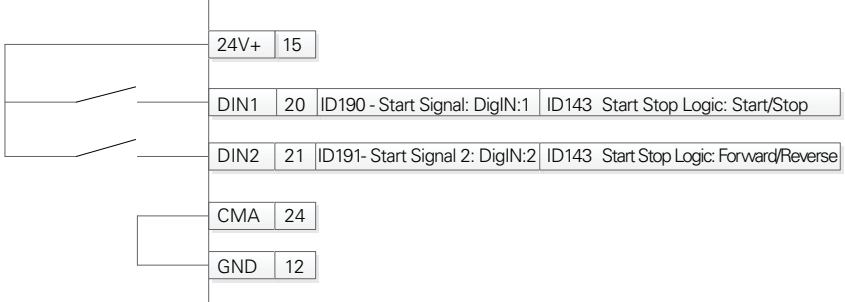 24V+ 15
DIN1 20 ID190 - Start Signal: DigIN:1 ID143 Start Stop Logic: Start/Stop
DIN2 21 ID191- Start Signal 2: DigIN:2 ID143 Start Stop Logic: Forward/Reverse
CMA 24
GND 12